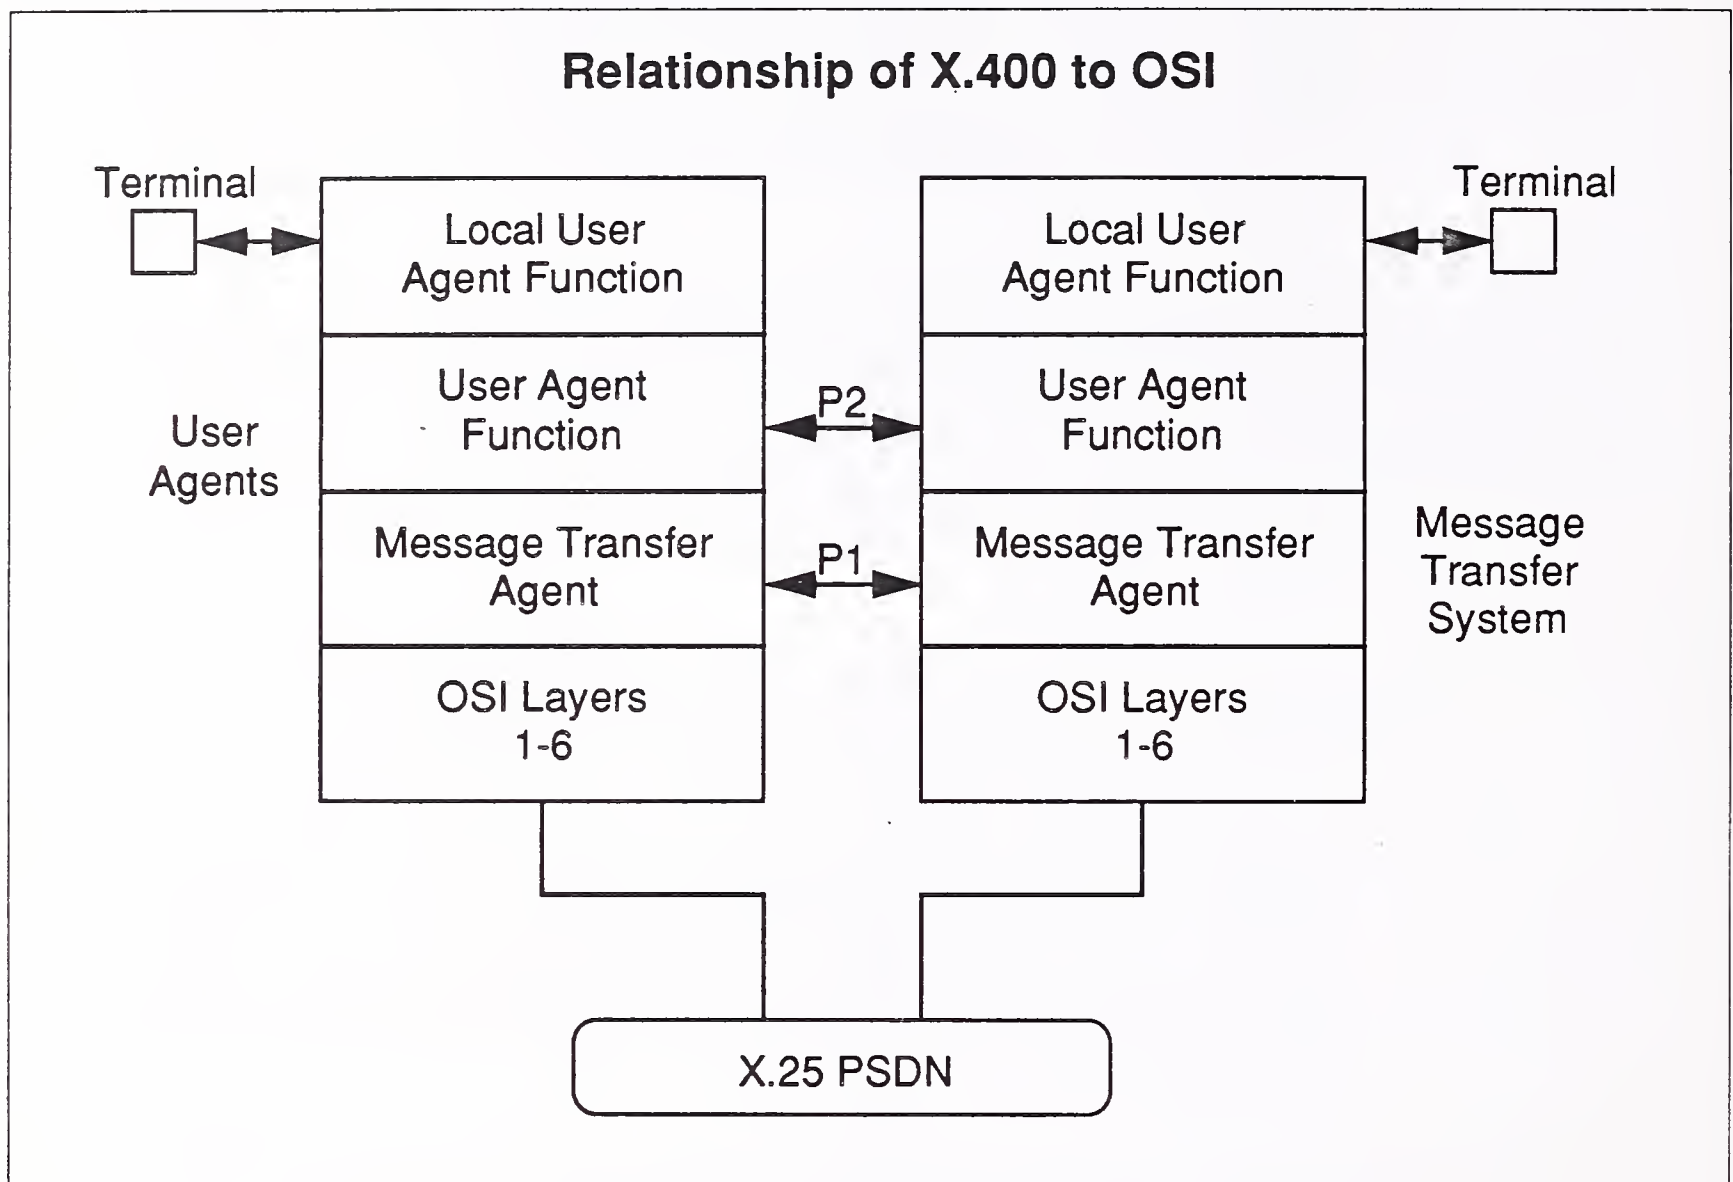 Relationship of X.400 to OSI
Terminal
Terminal
Local User
Agent Function
Local User
Agent Function
User Agent
Function
P2
User Agent
Function
User
Agents
Message Transfer
Agent
P1
Message Transfer
Agent
Message
Transfer
System
OSI Layers
1-6
OSI Layers
1-6
X.25 PSDN